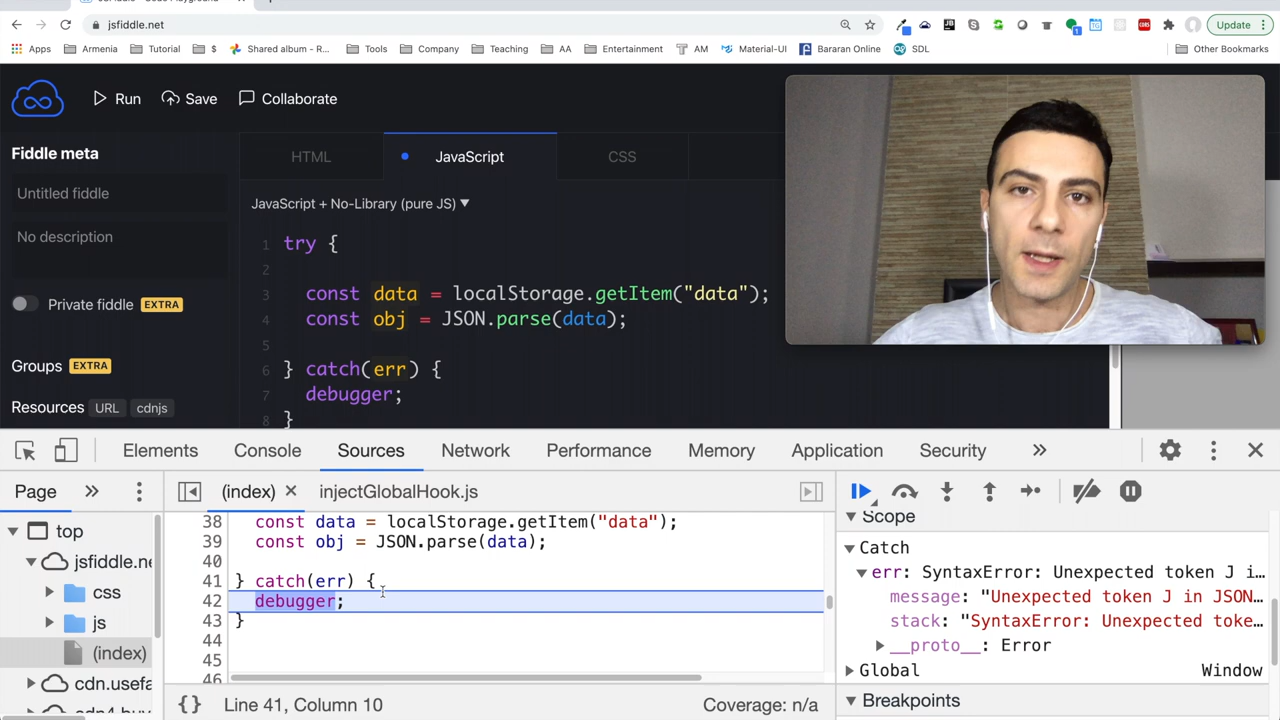 jsfiddle.net
Update
Apps
Armenia
Tutorial
$
Shared album - R...
Tools
Company
Teaching
AA
Entertainment
AM
Material-UI
Bararan Online
SDL
Other Bookmarks
Run
Save
Collaborate
Fiddle meta
HTML
JavaScript
CSS
Untitled fiddle
JavaScript + No-Library (pure JS) ▼
No description
1 try {
2
3 const data = localStorage.getItem("data");
4 const obj = JSON.parse(data);
5
6 } catch(err) {
7 debugger;
8 }
Private fiddle EXTRA
Groups EXTRA
Resources URL cdnjs
Elements
Console
Sources
Network
Performance
Memory
Application
Security
Page
(index)
injectGlobalHook.js
top
jsfiddle.n
css
js
(index)
cdn.usefa
38 const data = localStorage.getItem("data");
39 const obj = JSON.parse(data);
40
41 } catch(err) {
42 debugger;
43 }
44
45
46
{ } Line 41, Column 10
Coverage: n/a
Scope
Catch
err: SyntaxError: Unexpected token J i…
message: "Unexpected token J in JSON…
stack: "SyntaxError: Unexpected toke…
__proto__: Error
Global Window
Breakpoints